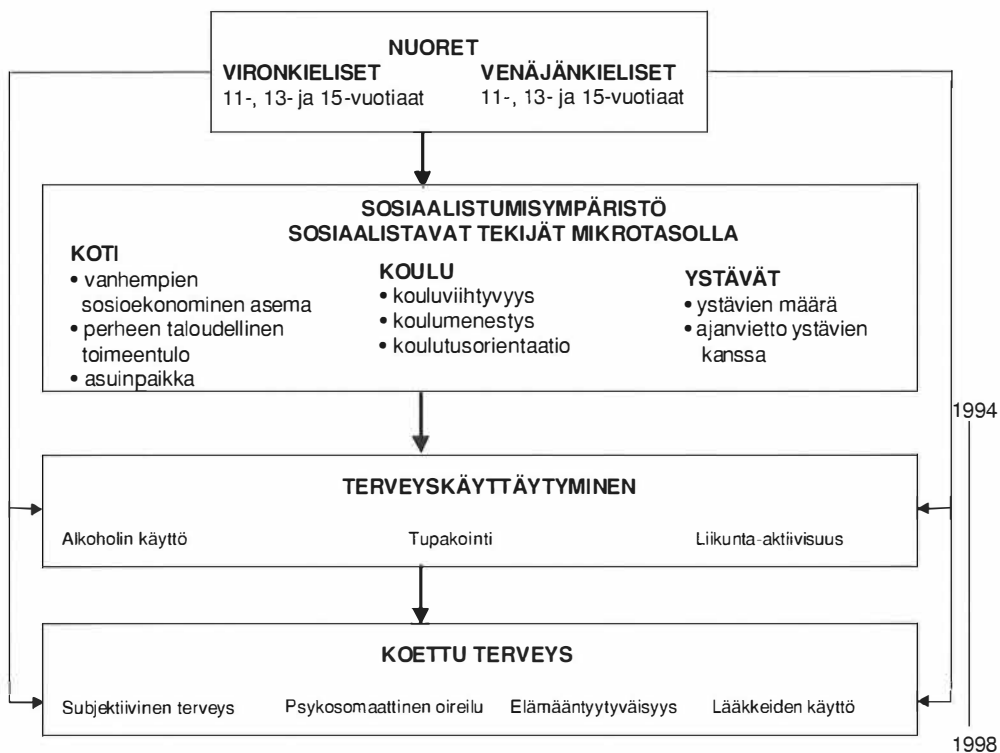 NUORET
VIRONKIELISET
11-, 13- ja 15-vuotiaat
VENÄJÄNKIELISET
11-, 13- ja 15-vuotiaat
SOSIAALISTUMISYMPÄRISTÖ
SOSIAALISTAVAT TEKIJÄT MIKROTASOLLA
KOTI
• vanhempien
sosioekonominen asema
• perheen taloudellinen
toimeentulo
• asuinpaikka
KOULU
• kouluviihtyvyys
• koulumenestys
• koulutusorientaatio
YSTÄVÄT
• ystävien määrä
• ajanvietto ystävien
kanssa
1994
TERVEYSKÄYTTÄYTYMINEN
Alkoholin käyttö
Tupakointi
Liikunta-aktiivisuus
KOETTU TERVEYS
Subjektiivinen terveys
Psykosomaattinen oireilu
Elämääntyytyväisyys
Lääkkeiden käyttö
1998